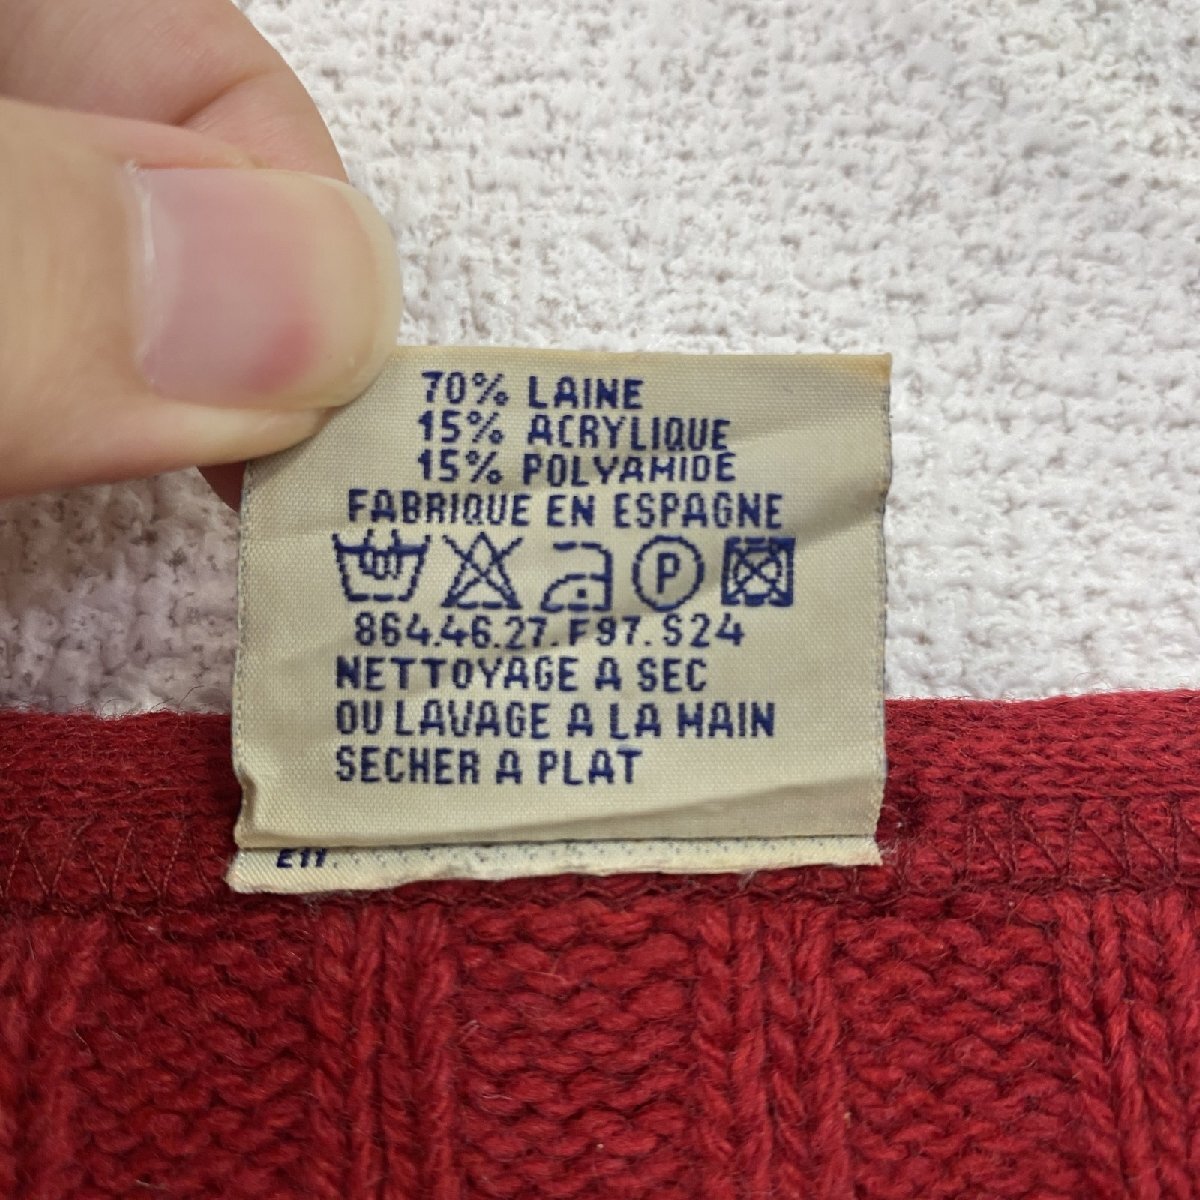 70% LAINE
15% ACRYLIQUE
15% POLYAMIDE
FABRIQUE EN ESPAGNE
P
864.46.27.F97.S24
NETTOYAGE A SEC
OU LAVAGE A LA MAIN
SECHER A PLAT
E11.